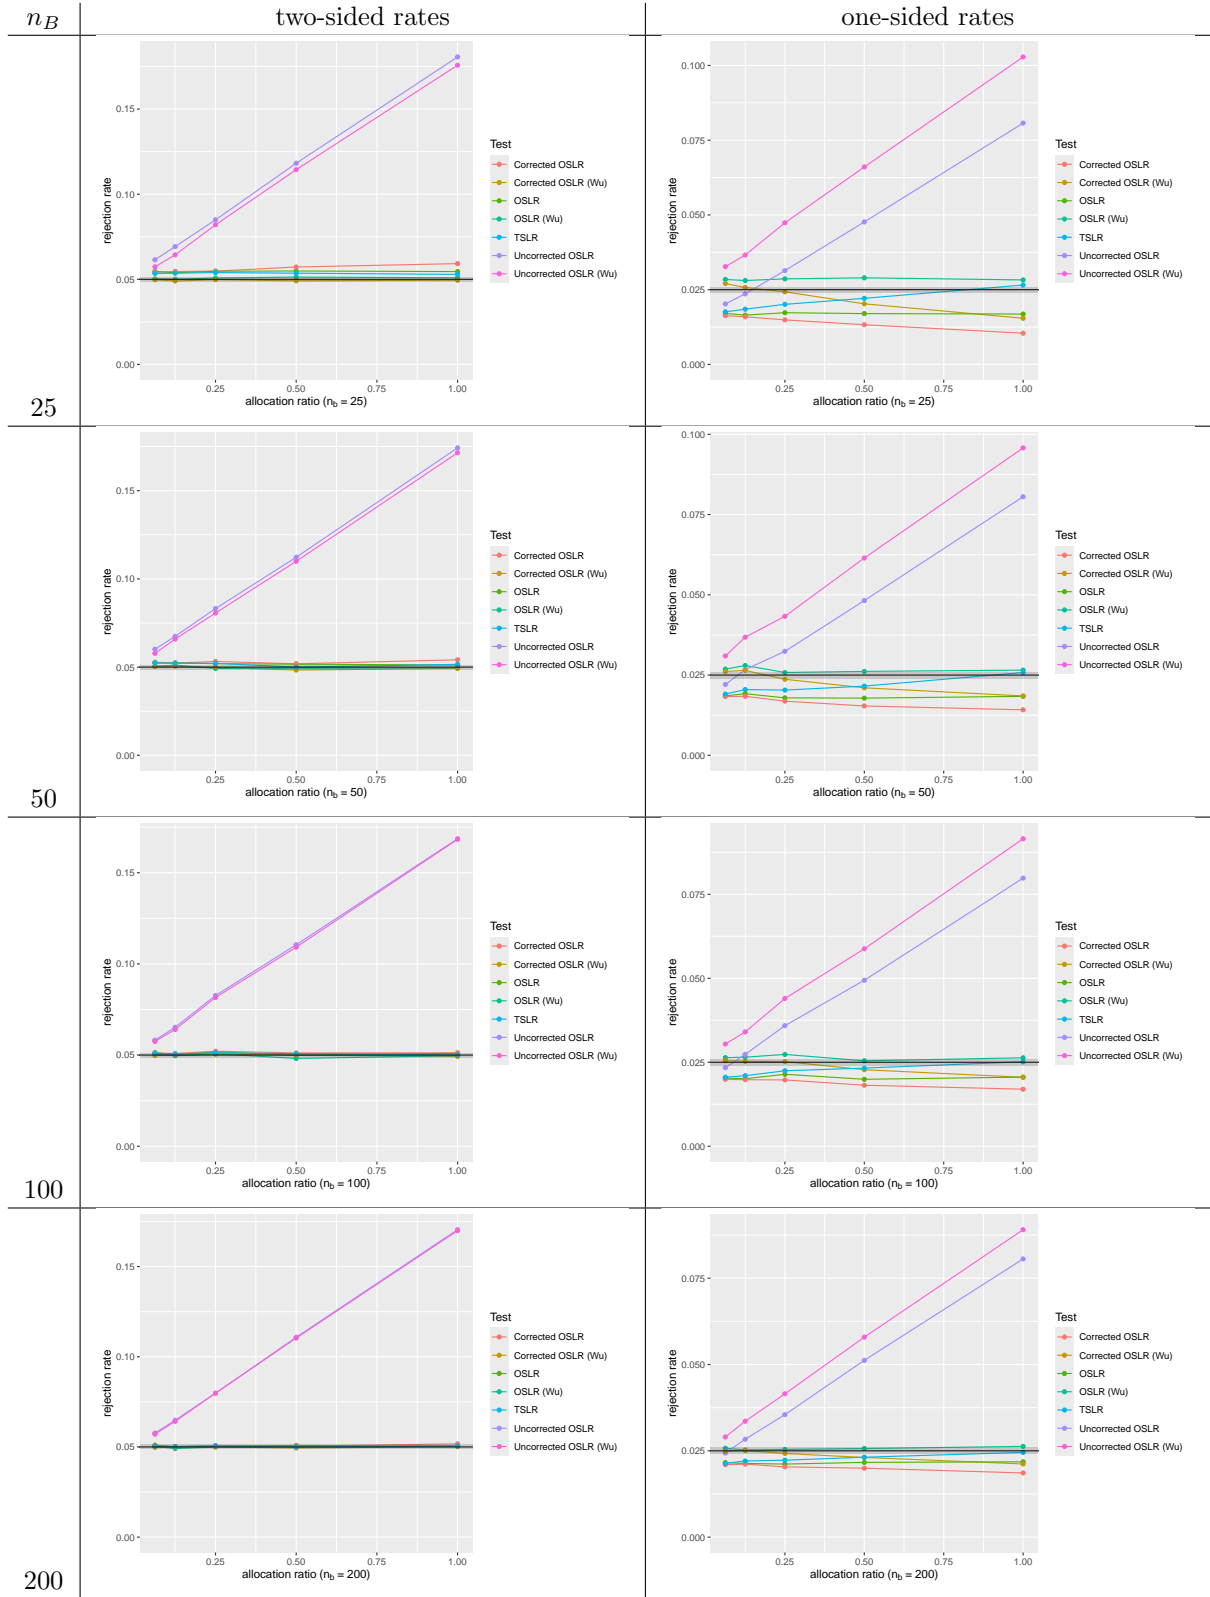 n_B two-sided rates one-sided rates
0.15
0.10
0.05
0.00
rejection rate
0.25 0.50 0.75 1.00
allocation ratio (n_b = 25)
Test
Corrected OSLR
Corrected OSLR (Wu)
OSLR
OSLR (Wu)
TSLR
Uncorrected OSLR
Uncorrected OSLR (Wu)
0.100
0.075
0.050
0.025
0.000
rejection rate
0.25 0.50 0.75 1.00
allocation ratio (n_b = 25)
Test
Corrected OSLR
Corrected OSLR (Wu)
OSLR
OSLR (Wu)
TSLR
Uncorrected OSLR
Uncorrected OSLR (Wu)
25
0.15
0.10
0.05
0.00
rejection rate
0.25 0.50 0.75 1.00
allocation ratio (n_b = 50)
Test
Corrected OSLR
Corrected OSLR (Wu)
OSLR
OSLR (Wu)
TSLR
Uncorrected OSLR
Uncorrected OSLR (Wu)
0.100
0.075
0.050
0.025
0.000
rejection rate
0.25 0.50 0.75 1.00
allocation ratio (n_b = 50)
Test
Corrected OSLR
Corrected OSLR (Wu)
OSLR
OSLR (Wu)
TSLR
Uncorrected OSLR
Uncorrected OSLR (Wu)
50
0.15
0.10
0.05
0.00
rejection rate
0.25 0.50 0.75 1.00
allocation ratio (n_b = 100)
Test
Corrected OSLR
Corrected OSLR (Wu)
OSLR
OSLR (Wu)
TSLR
Uncorrected OSLR
Uncorrected OSLR (Wu)
0.075
0.050
0.025
0.000
rejection rate
0.25 0.50 0.75 1.00
allocation ratio (n_b = 100)
Test
Corrected OSLR
Corrected OSLR (Wu)
OSLR
OSLR (Wu)
TSLR
Uncorrected OSLR
Uncorrected OSLR (Wu)
100
0.15
0.10
0.05
0.00
rejection rate
0.25 0.50 0.75 1.00
allocation ratio (n_b = 200)
Test
Corrected OSLR
Corrected OSLR (Wu)
OSLR
OSLR (Wu)
TSLR
Uncorrected OSLR
Uncorrected OSLR (Wu)
0.075
0.050
0.025
0.000
rejection rate
0.25 0.50 0.75 1.00
allocation ratio (n_b = 200)
Test
Corrected OSLR
Corrected OSLR (Wu)
OSLR
OSLR (Wu)
TSLR
Uncorrected OSLR
Uncorrected OSLR (Wu)
200